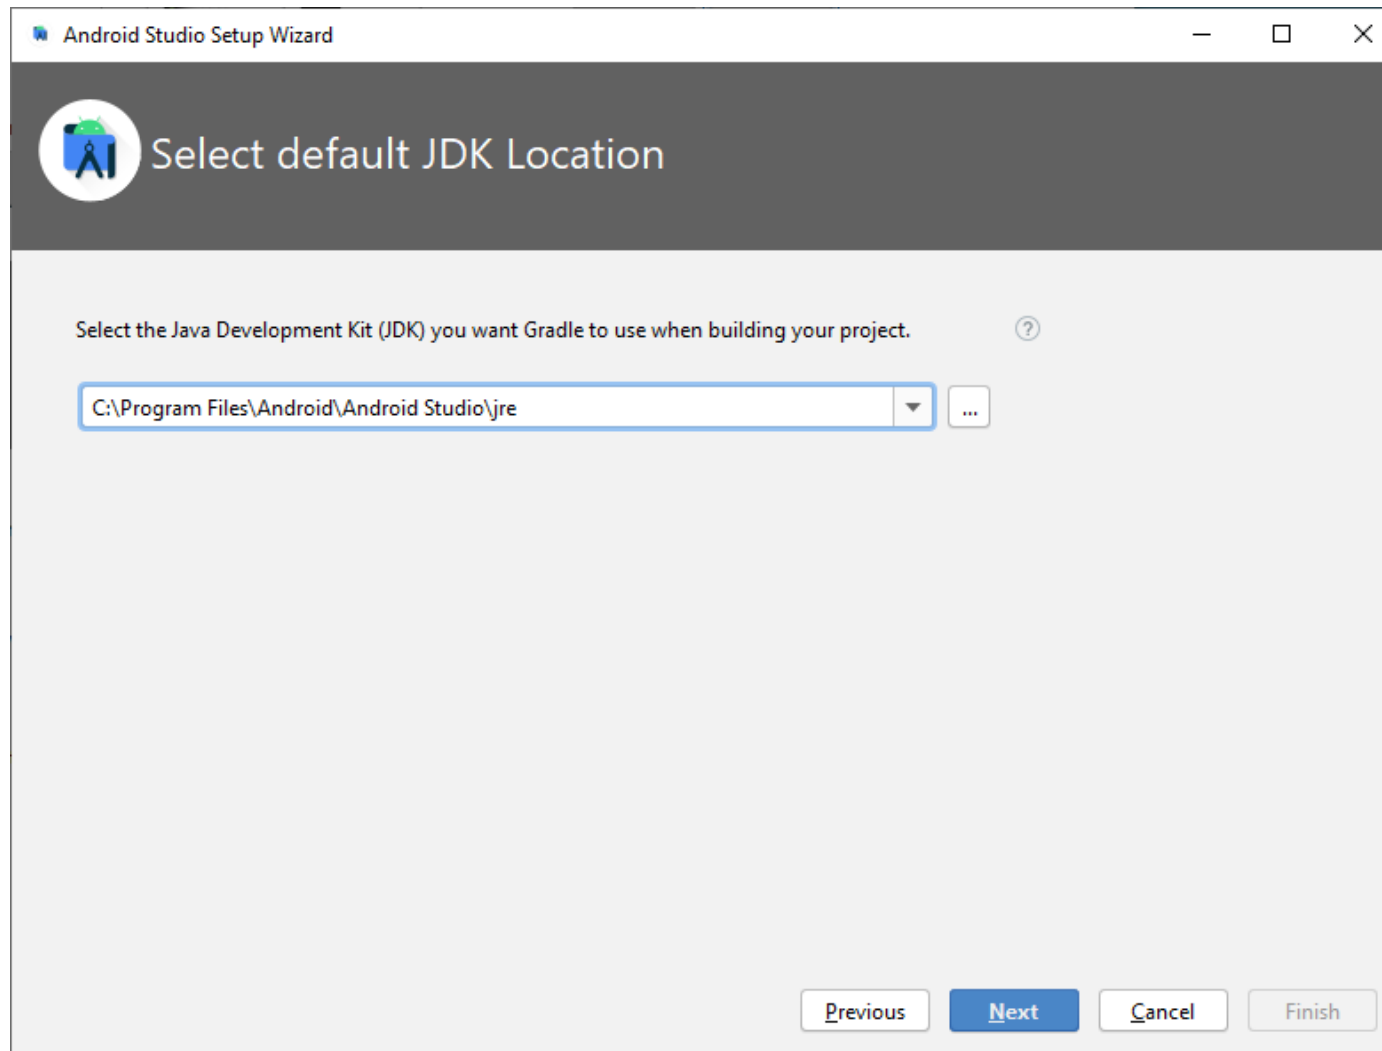 Android Studio Setup Wizard
Select default JDK Location
Select the Java Development Kit (JDK) you want Gradle to use when building your project.
?
C:\Program Files\Android\Android Studio\jre
...
Previous
Next
Cancel
Finish